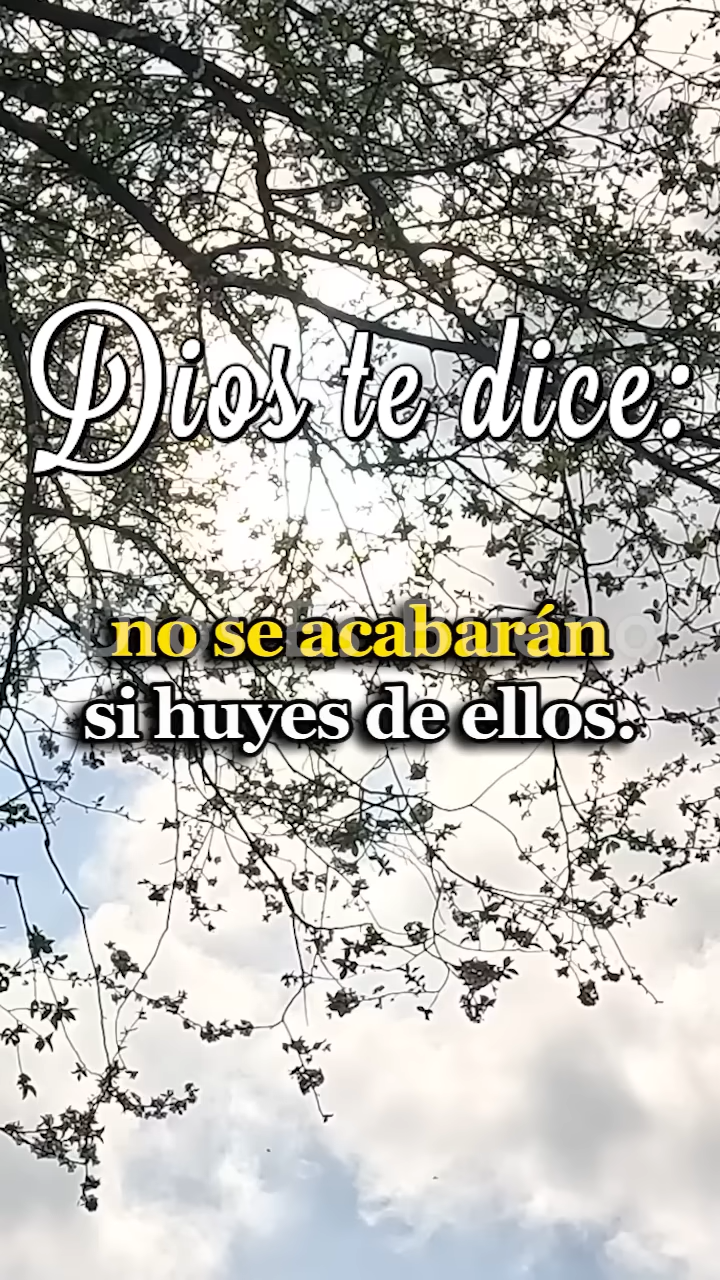 Dios te dice:
no se acabarán
si huyes de ellos.